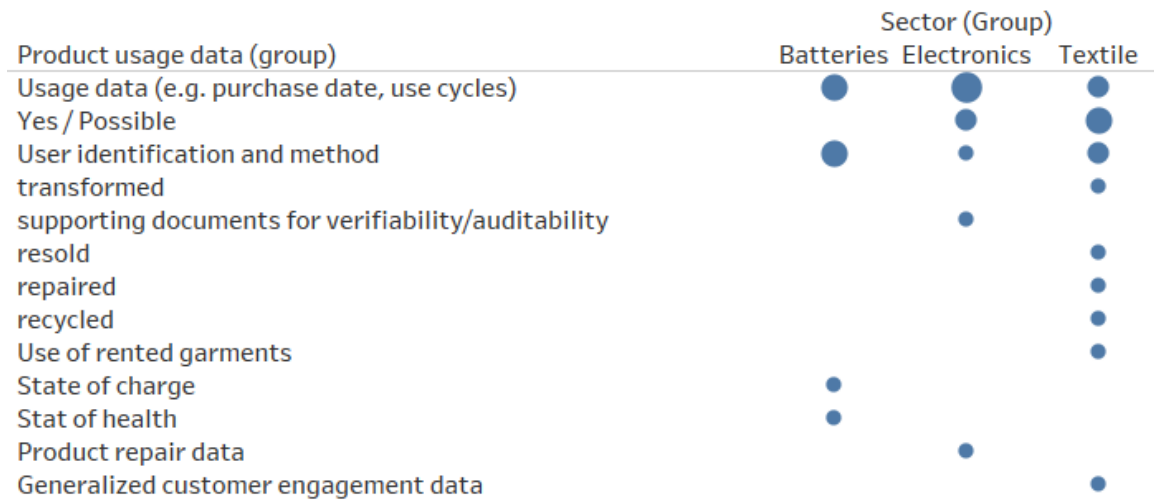 Sector (Group)
Product usage data (group) Batteries Electronics Textile
Usage data (e.g. purchase date, use cycles)
Yes / Possible
User identification and method
transformed
supporting documents for verifiability/auditability
resold
repaired
recycled
Use of rented garments
State of charge
Stat of health
Product repair data
Generalized customer engagement data